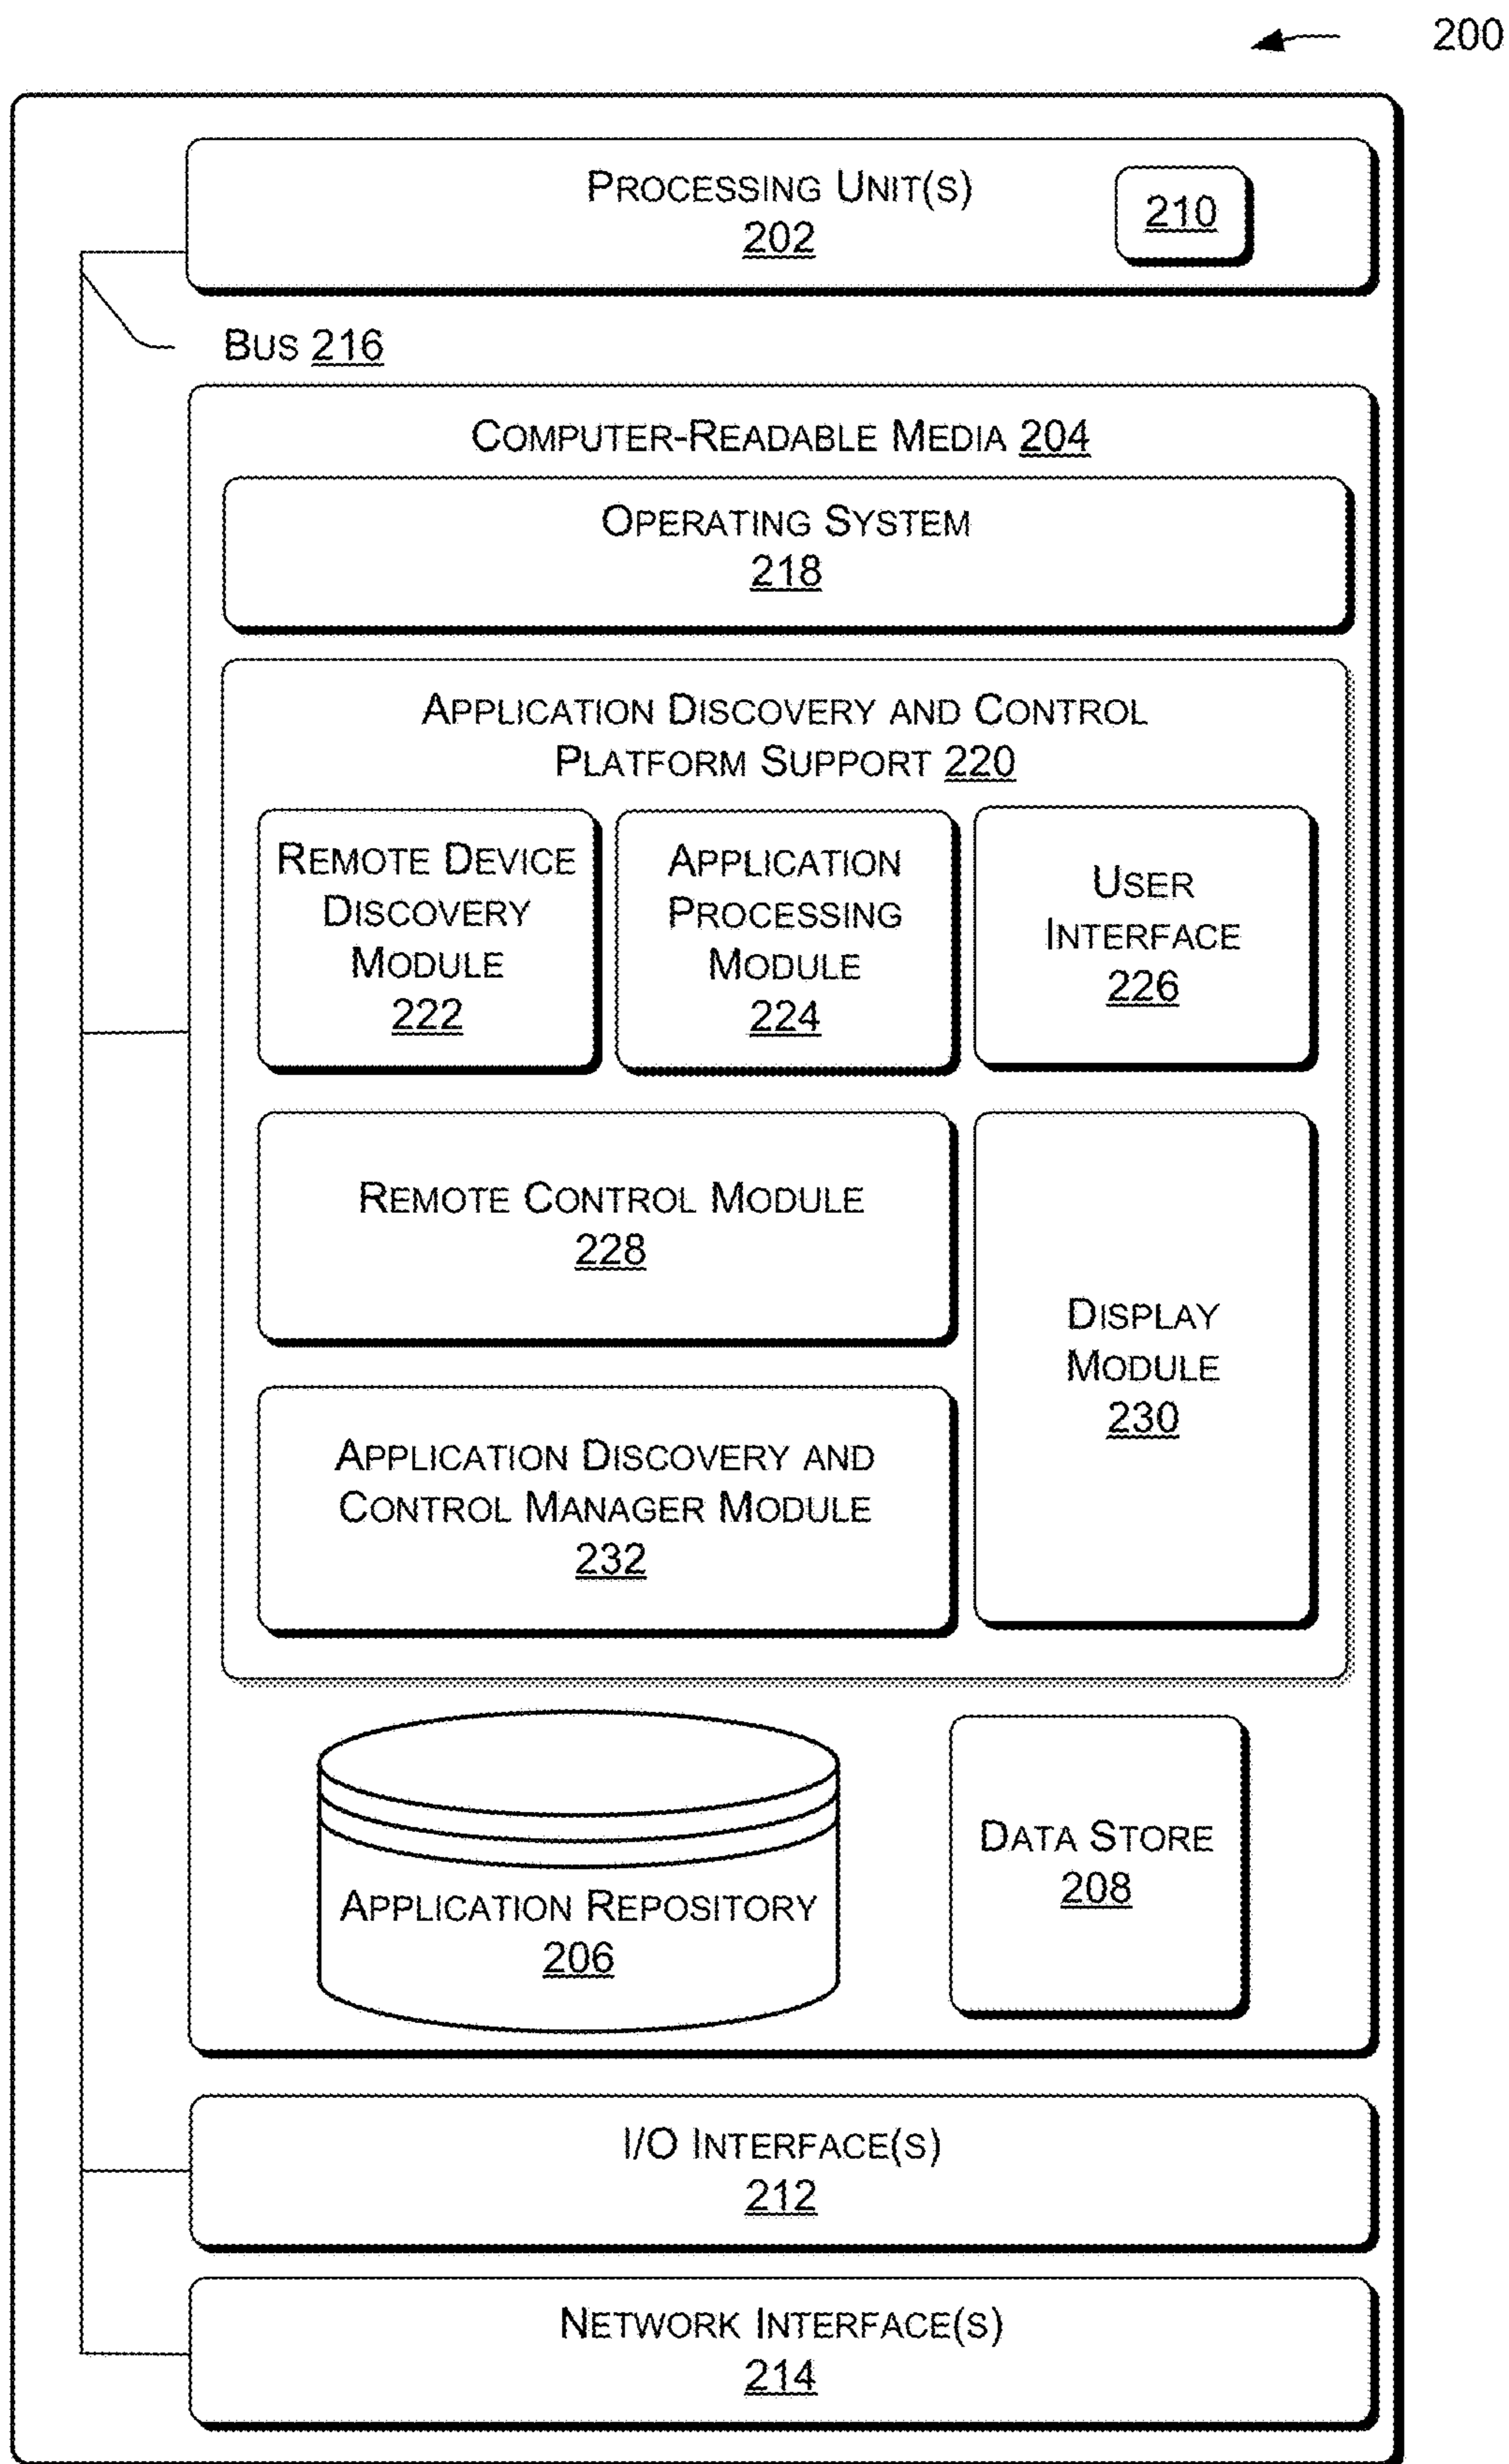 200
PROCESSING UNIT(S)
202
210
BUS 216
COMPUTER-READABLE MEDIA 204
OPERATING SYSTEM
218
APPLICATION DISCOVERY AND CONTROL
PLATFORM SUPPORT 220
REMOTE DEVICE
DISCOVERY
MODULE
222
APPLICATION
PROCESSING
MODULE
224
USER
INTERFACE
226
REMOTE CONTROL MODULE
228
DISPLAY
MODULE
230
APPLICATION DISCOVERY AND
CONTROL MANAGER MODULE
232
APPLICATION REPOSITORY
206
DATA STORE
208
I/O INTERFACE(S)
212
NETWORK INTERFACE(S)
214